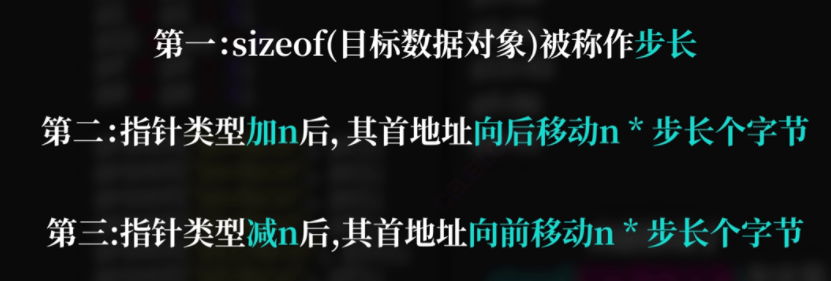 第一:sizeof(目标数据对象)被称作步长
第二:指针类型加n后, 其首地址向后移动n * 步长个字节
第三:指针类型减n后,其首地址向前移动n * 步长个字节